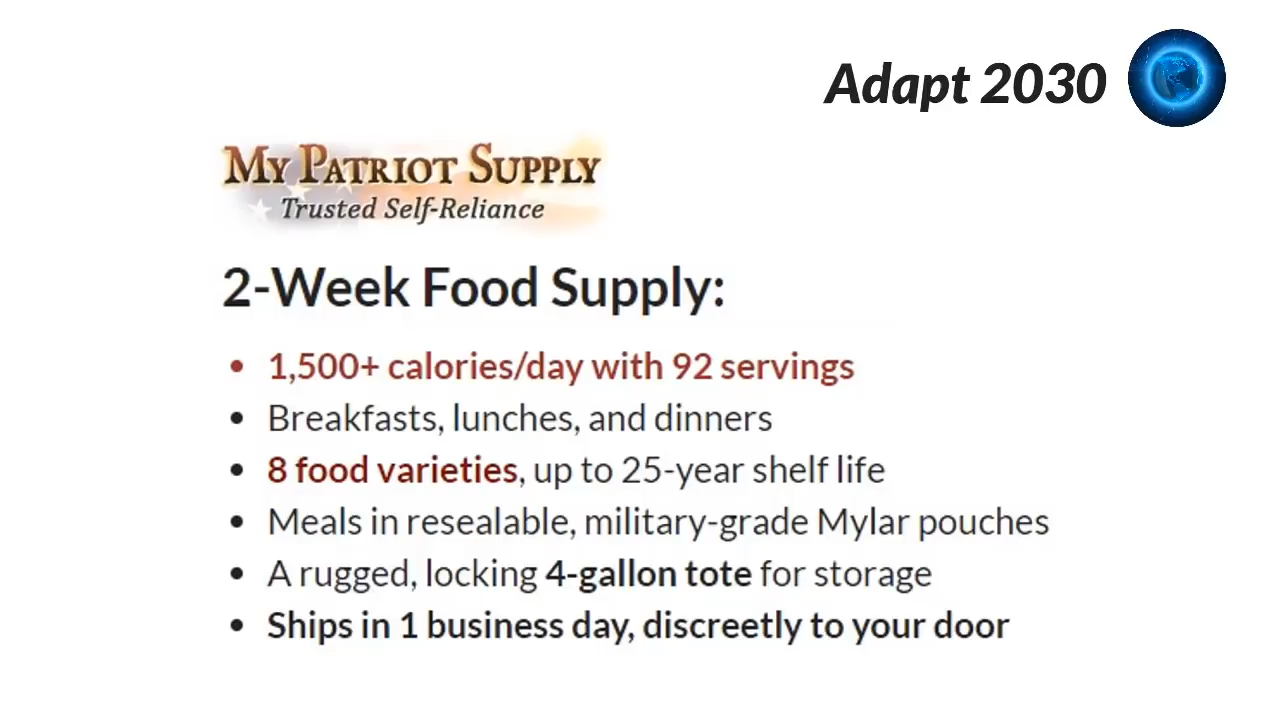 Adapt 2030
My Patriot Supply
Trusted Self-Reliance
2-Week Food Supply:
• 1,500+ calories/day with 92 servings
• Breakfasts, lunches, and dinners
• 8 food varieties, up to 25-year shelf life
• Meals in resealable, military-grade Mylar pouches
• A rugged, locking 4-gallon tote for storage
• Ships in 1 business day, discreetly to your door